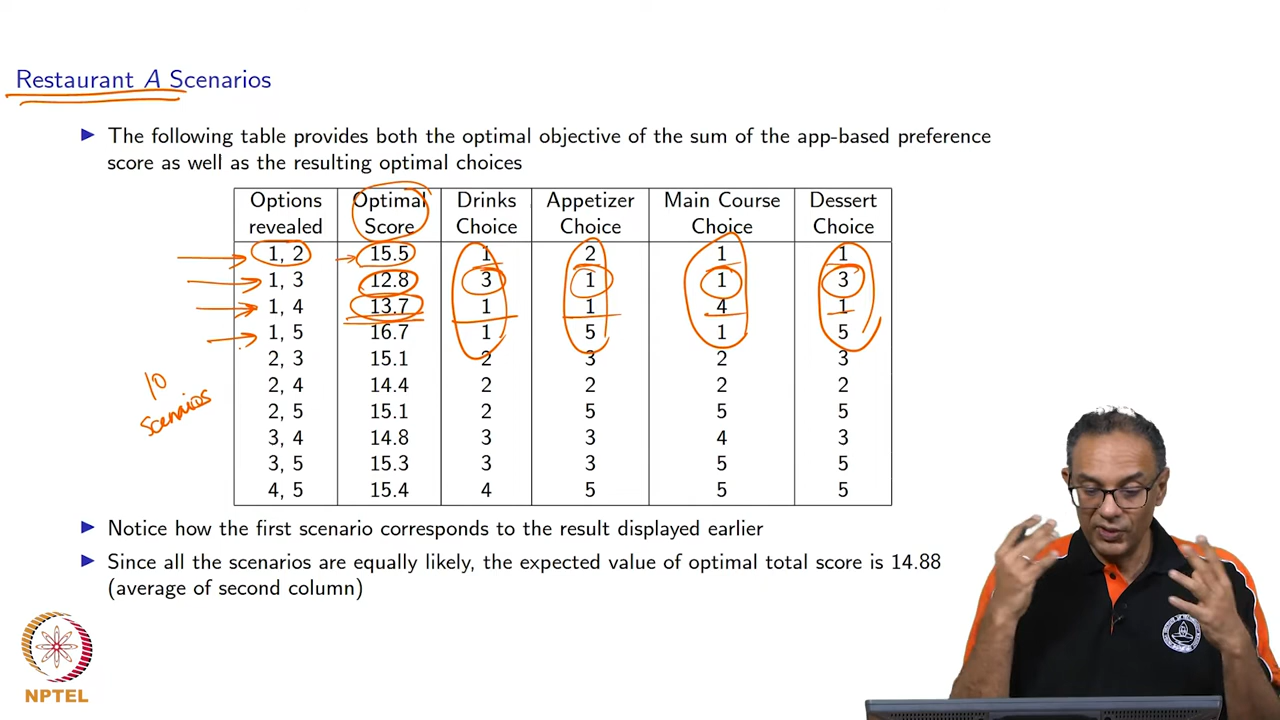 Restaurant A Scenarios
▶ The following table provides both the optimal objective of the sum of the app-based preference
score as well as the resulting optimal choices
Options revealed | Optimal Score | Drinks Choice | Appetizer Choice | Main Course Choice | Dessert Choice
1, 2 | 15.5 | 1 | 2 | 1 | 1
1, 3 | 12.8 | 3 | 1 | 1 | 3
1, 4 | 13.7 | 1 | 1 | 4 | 1
1, 5 | 16.7 | 1 | 5 | 1 | 5
2, 3 | 15.1 | 2 | 3 | 2 | 3
2, 4 | 14.4 | 2 | 2 | 2 | 2
2, 5 | 15.1 | 2 | 5 | 5 | 5
3, 4 | 14.8 | 3 | 3 | 4 | 3
3, 5 | 15.3 | 3 | 3 | 5 | 5
4, 5 | 15.4 | 4 | 5 | 5 | 5
10
scenarios
▶ Notice how the first scenario corresponds to the result displayed earlier
▶ Since all the scenarios are equally likely, the expected value of optimal total score is 14.88
(average of second column)
NPTEL